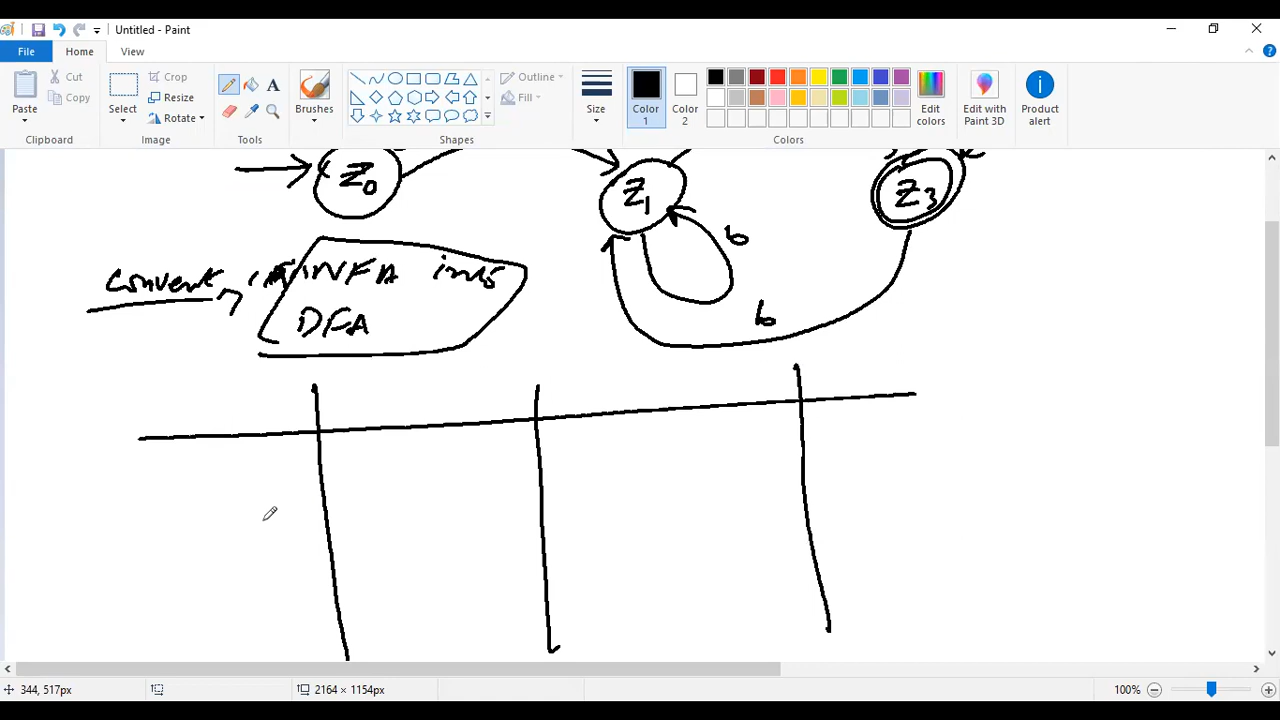 Untitled - Paint
File Home View
Paste
Cut
Copy
Clipboard
Select
Crop
Resize
Rotate
Image
A
Tools
Brushes
Outline
Fill
Shapes
Size
Color 1
Color 2
Edit colors
Colors
Edit with Paint 3D
Product alert
Z0
Z1
Z3
b
b
convert
NFA into
DFA
344, 517px
2164 × 1154px
100%